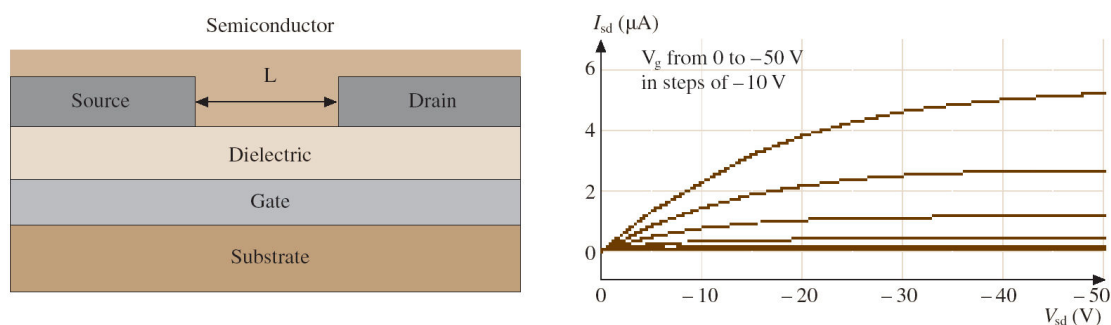 Semiconductor
L
Source
Drain
Dielectric
Gate
Substrate
I_sd (µA)
V_g from 0 to –50 V
in steps of –10 V
6
4
2
0
0
–10
–20
–30
–40
–50
V_sd (V)